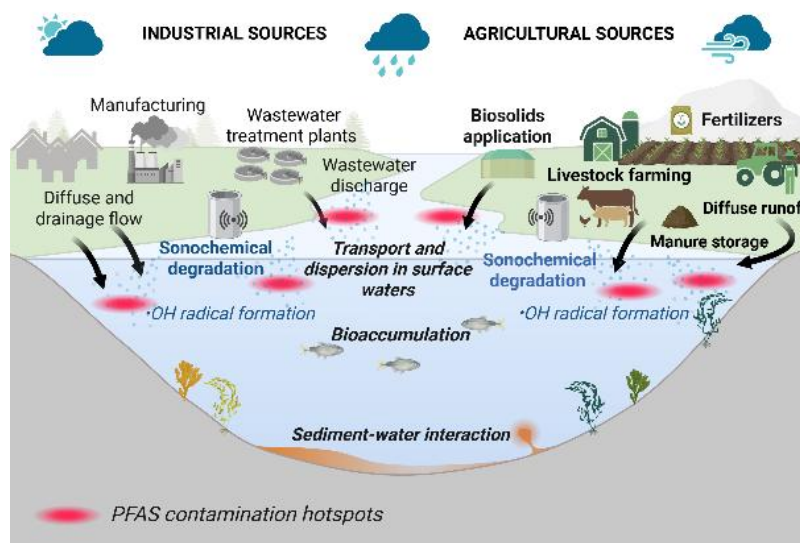 INDUSTRIAL SOURCES
AGRICULTURAL SOURCES
Manufacturing
Wastewater
treatment plants
Biosolids
application
Fertilizers
Wastewater
discharge
Livestock farming
Diffuse and
drainage flow
Diffuse runof
Manure storage
Sonochemical
degradation
Transport and
dispersion in surface
waters
Sonochemical
degradation
•OH radical formation
•OH radical formation
Bioaccumulation
Sediment-water interaction
PFAS contamination hotspots